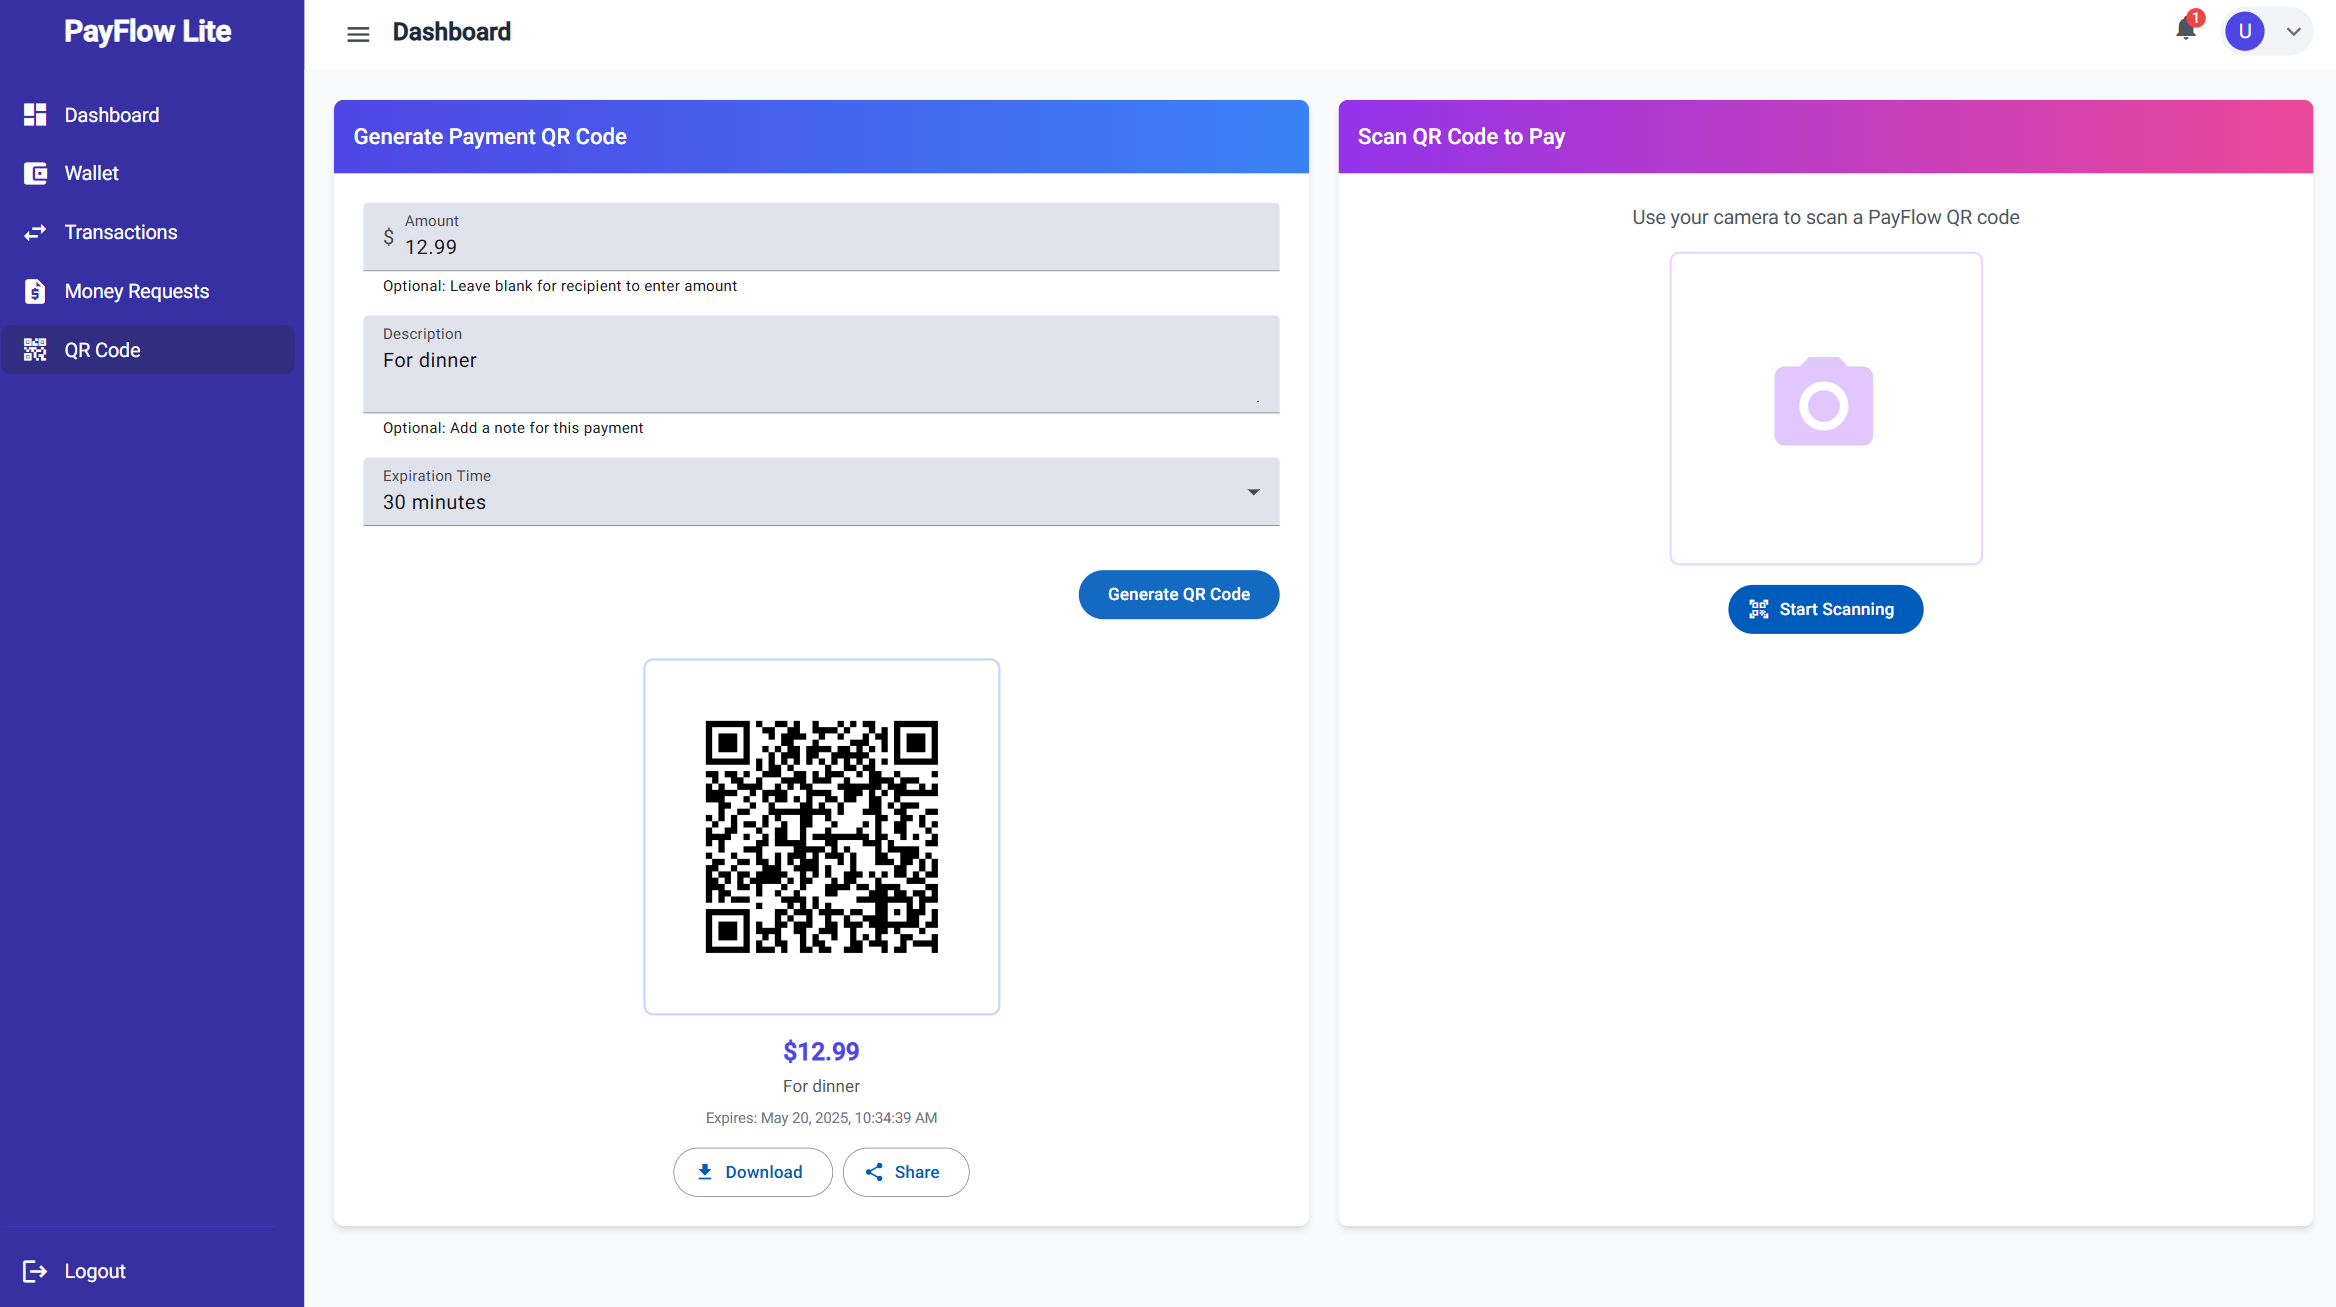 PayFlow Lite
Dashboard
Wallet
Transactions
Money Requests
QR Code
Logout
Dashboard
1
U
Generate Payment QR Code
Amount
$ 12.99
Optional: Leave blank for recipient to enter amount
Description
For dinner
Optional: Add a note for this payment
Expiration Time
30 minutes
Generate QR Code
$12.99
For dinner
Expires: May 20, 2025, 10:34:39 AM
Download
Share
Scan QR Code to Pay
Use your camera to scan a PayFlow QR code
Start Scanning